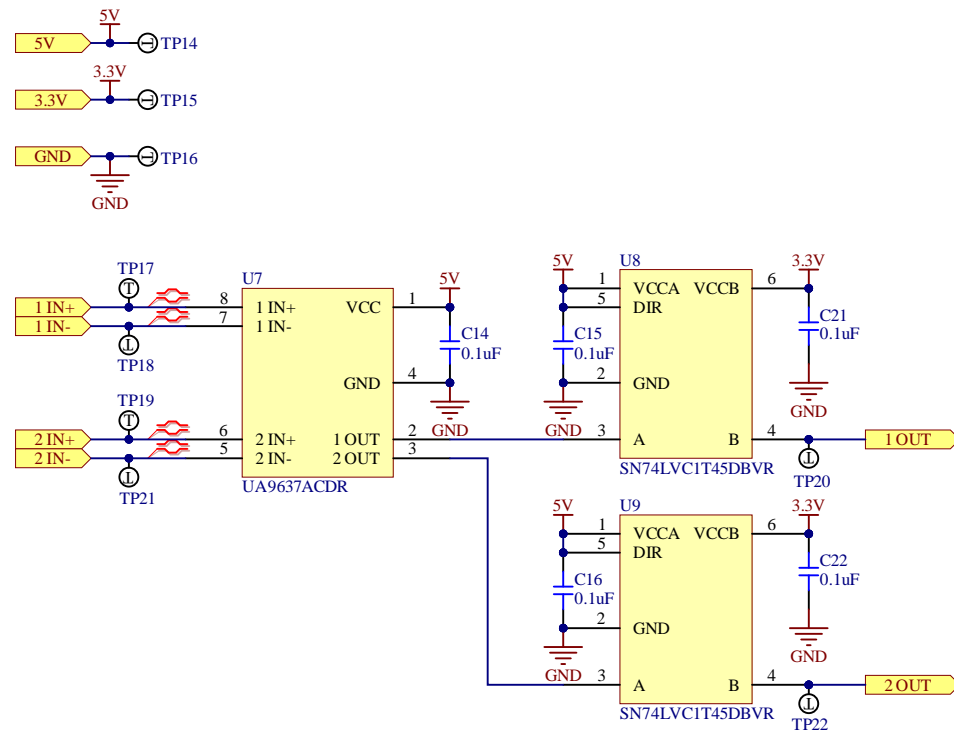 5V
5V
TP14
3.3V
3.3V
TP15
GND
TP16
GND
TP17
1 IN+
1 IN-
TP18
TP19
2 IN+
2 IN-
TP21
U7
8 1 IN+ VCC 1
7 1 IN-
GND 4
6 2 IN+ 1 OUT 2
5 2 IN- 2 OUT 3
UA9637ACDR
5V
C14
0.1uF
GND
5V
C15
0.1uF
GND
U8
1 VCCA VCCB 6
5 DIR
2 GND
3 A B 4
SN74LVC1T45DBVR
3.3V
C21
0.1uF
GND
1 OUT
TP20
5V
C16
0.1uF
GND
U9
1 VCCA VCCB 6
5 DIR
2 GND
3 A B 4
SN74LVC1T45DBVR
3.3V
C22
0.1uF
GND
2 OUT
TP22